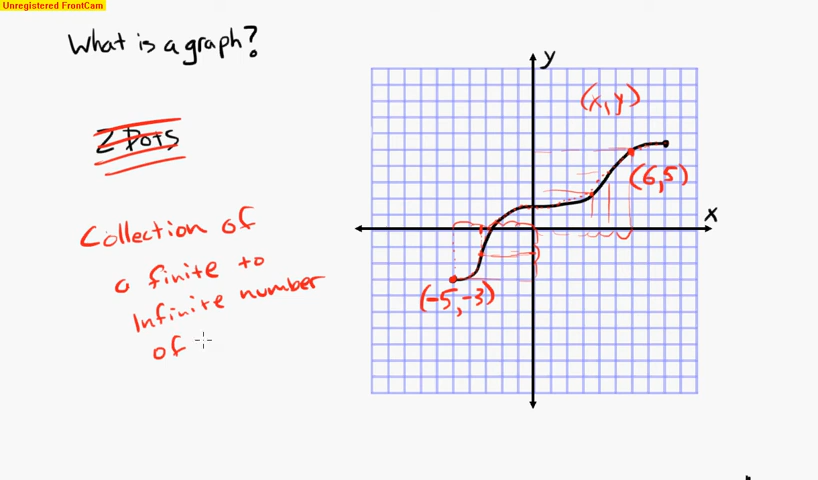 Unregistered FrontCam
What is a graph?
2 Dots
Collection of
a finite to
Infinite number
of
y
(x,y)
(6,5)
x
(-5,-3)